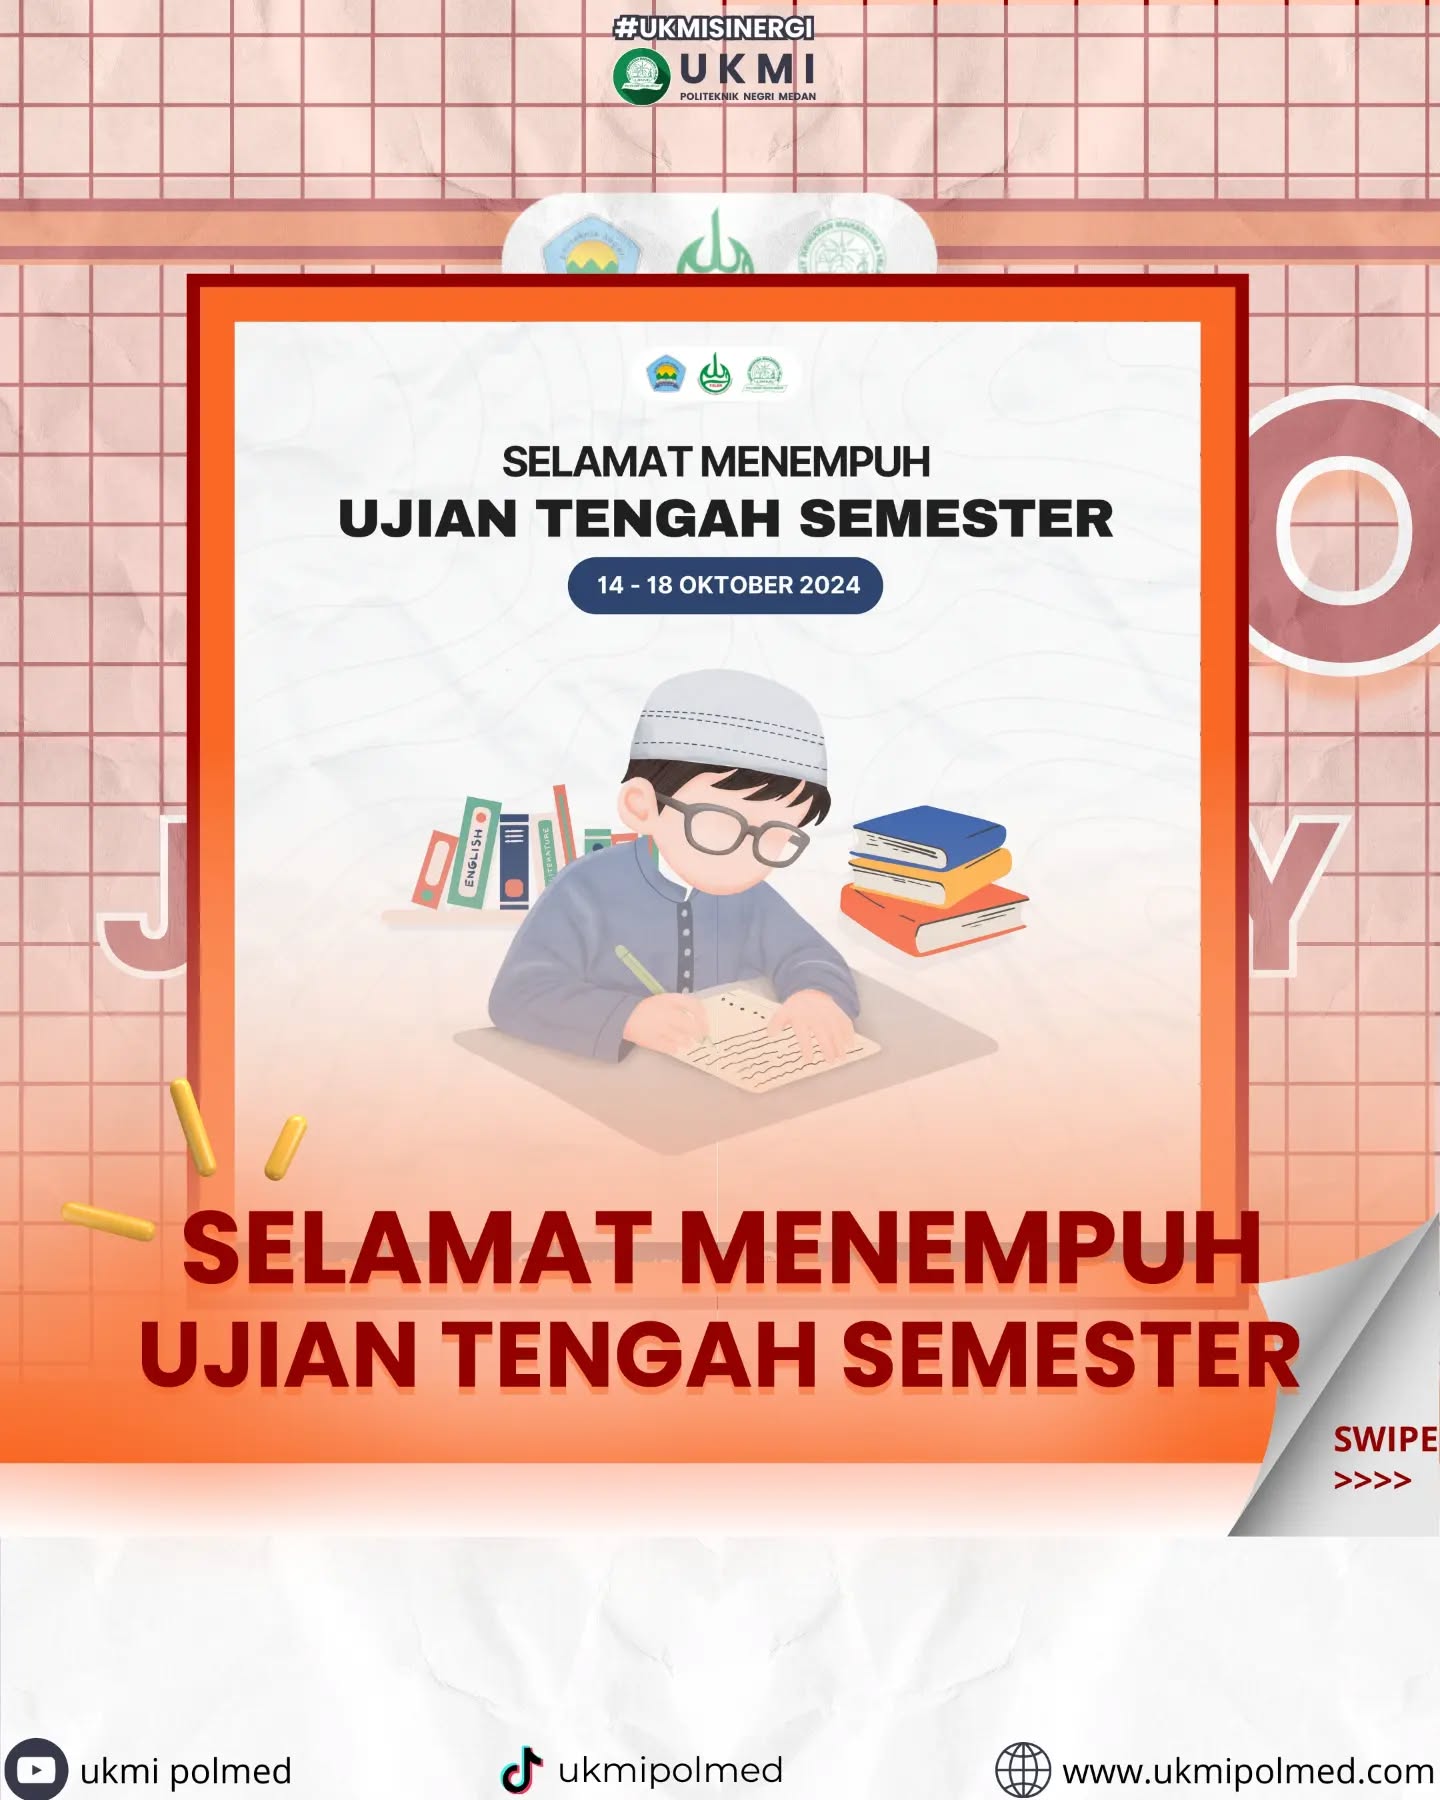 #UKMISINERGI
UKMI
POLITEKNIK NEGRI MEDAN
SELAMAT MENEMPUH
UJIAN TENGAH SEMESTER
14 - 18 OKTOBER 2024
O
J
Y
ENGLISH
SELAMAT MENEMPUH
UJIAN TENGAH SEMESTER
SWIPE
>>>>
ukmi polmed
ukmipolmed
www.ukmipolmed.com